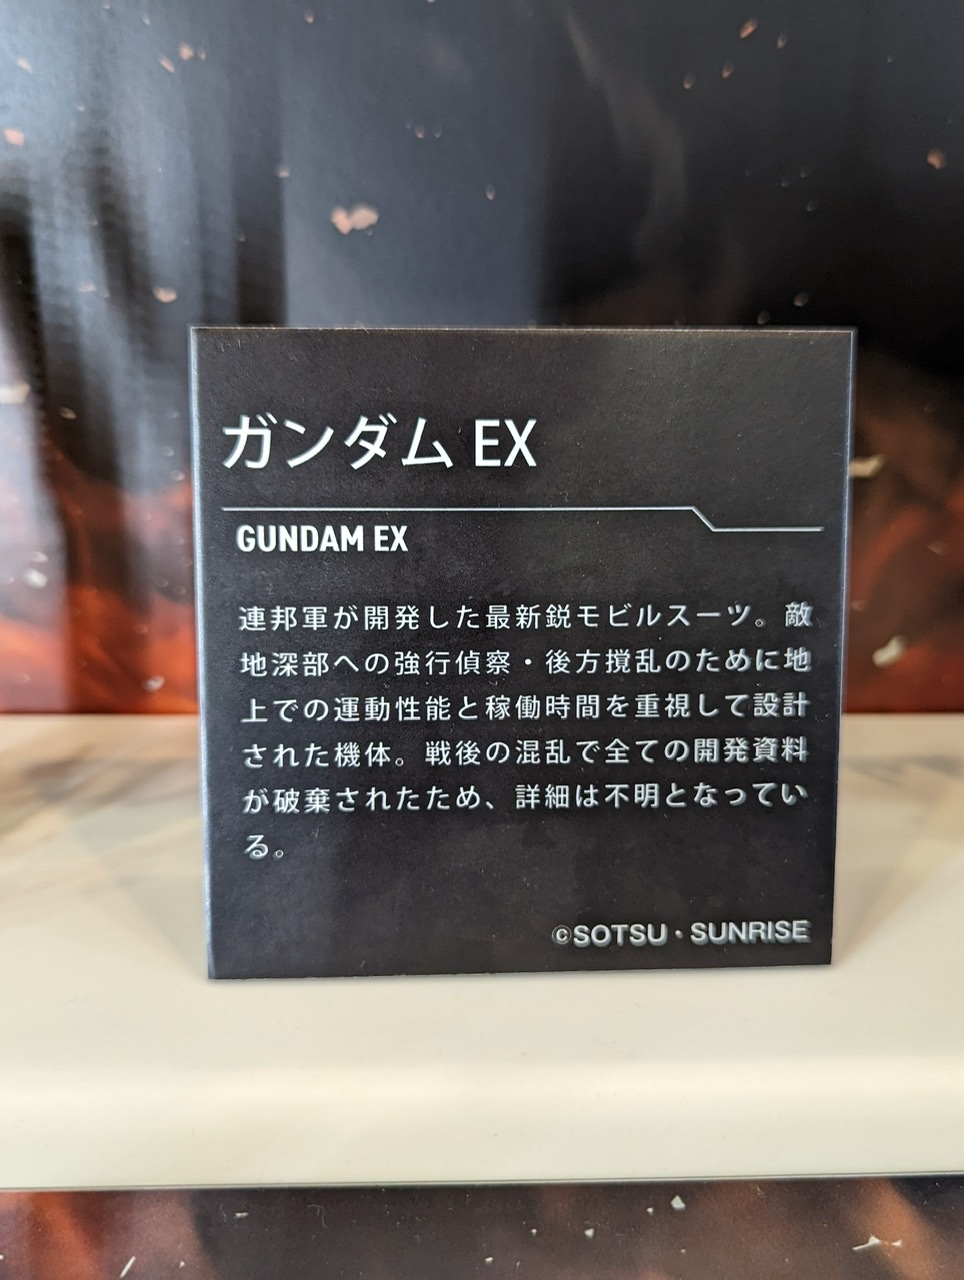 ガンダム EX
GUNDAM EX
連邦軍が開発した最新鋭モビルスーツ。敵
地深部への強行偵察・後方撹乱のために地
上での運動性能と稼働時間を重視して設計
された機体。戦後の混乱で全ての開発資料
が破棄されたため、詳細は不明となってい
る。
©SOTSU・SUNRISE